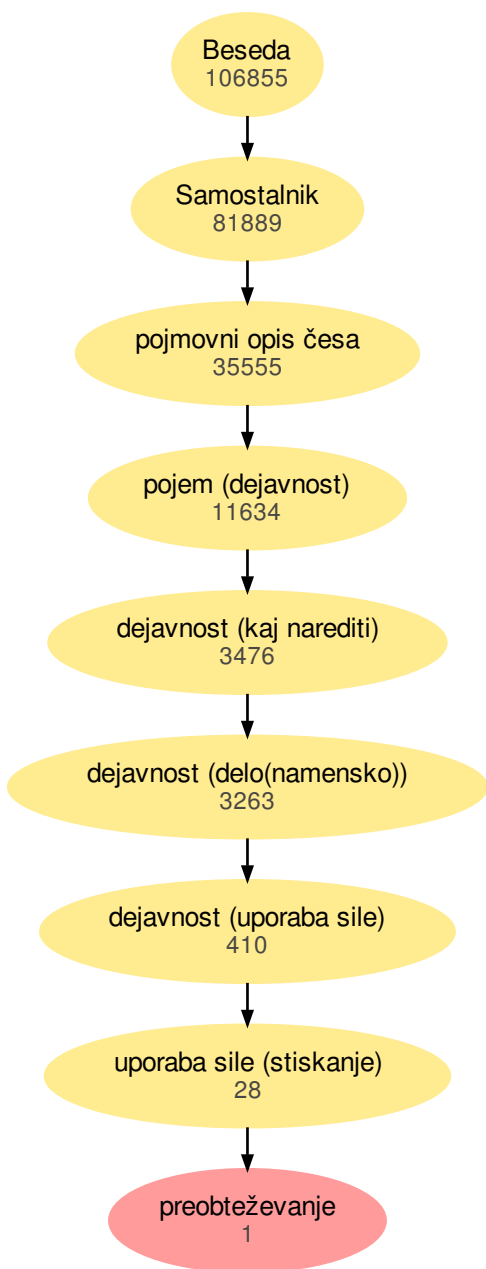 Beseda
106855
Samostalnik
81889
pojmovni opis česa
35555
pojem (dejavnost)
11634
dejavnost (kaj narediti)
3476
dejavnost (delo(namensko))
3263
dejavnost (uporaba sile)
410
uporaba sile (stiskanje)
28
preobteževanje
1